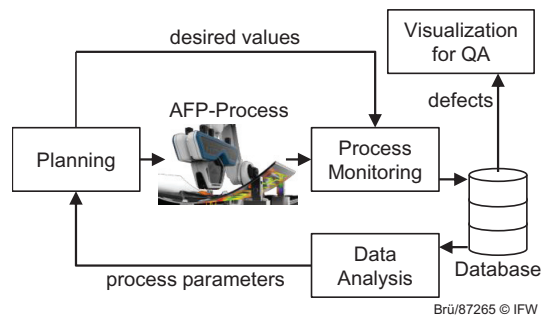 desired values
Visualization
for QA
defects
AFP-Process
Planning
Process
Monitoring
Data
Analysis
Database
process parameters
Brü/87265 © IFW